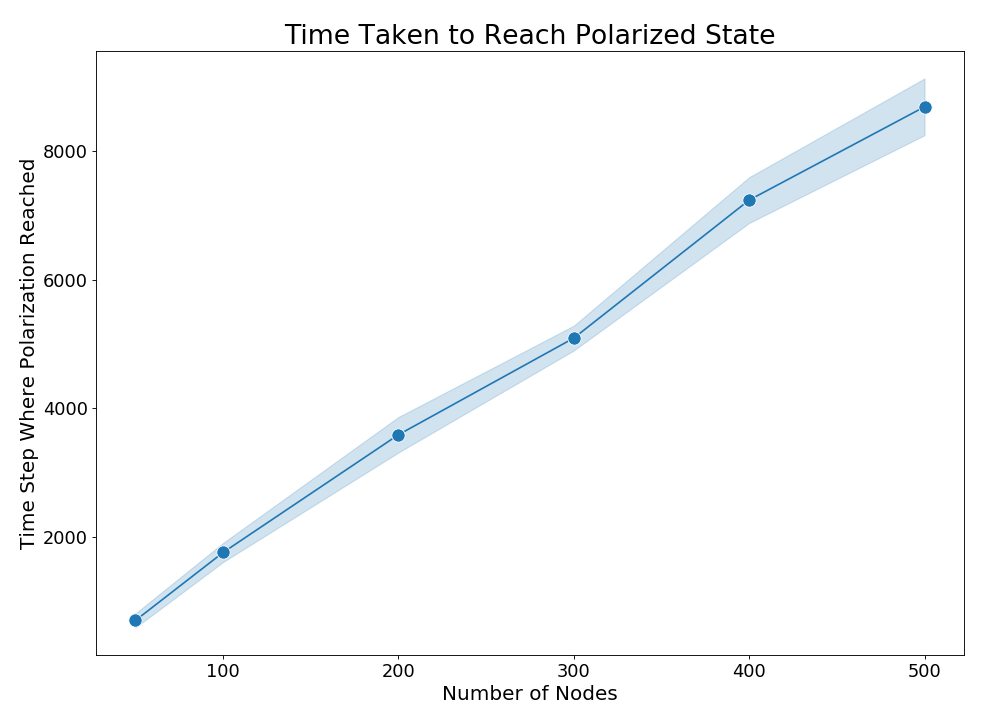 Time Taken to Reach Polarized State
Time Step Where Polarization Reached
8000
6000
4000
2000
100 200 300 400 500
Number of Nodes